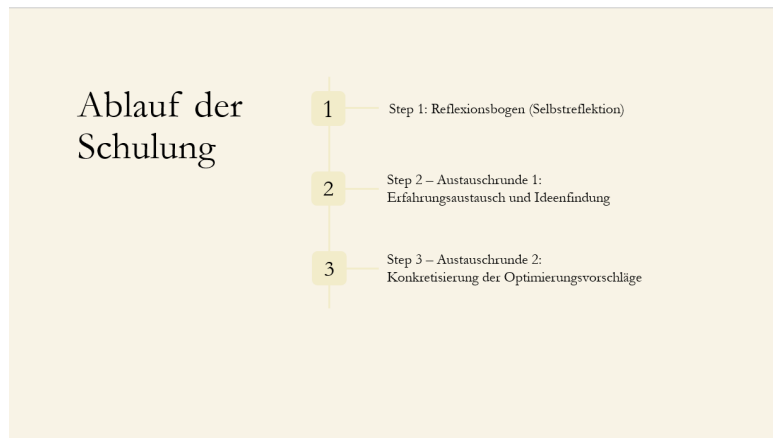 Ablauf der
Schulung
1
Step 1: Reflexionsbogen (Selbstreflektion)
2
Step 2 – Austauschrunde 1:
Erfahrungsaustausch und Ideenfindung
3
Step 3 – Austauschrunde 2:
Konkretisierung der Optimierungsvorschläge